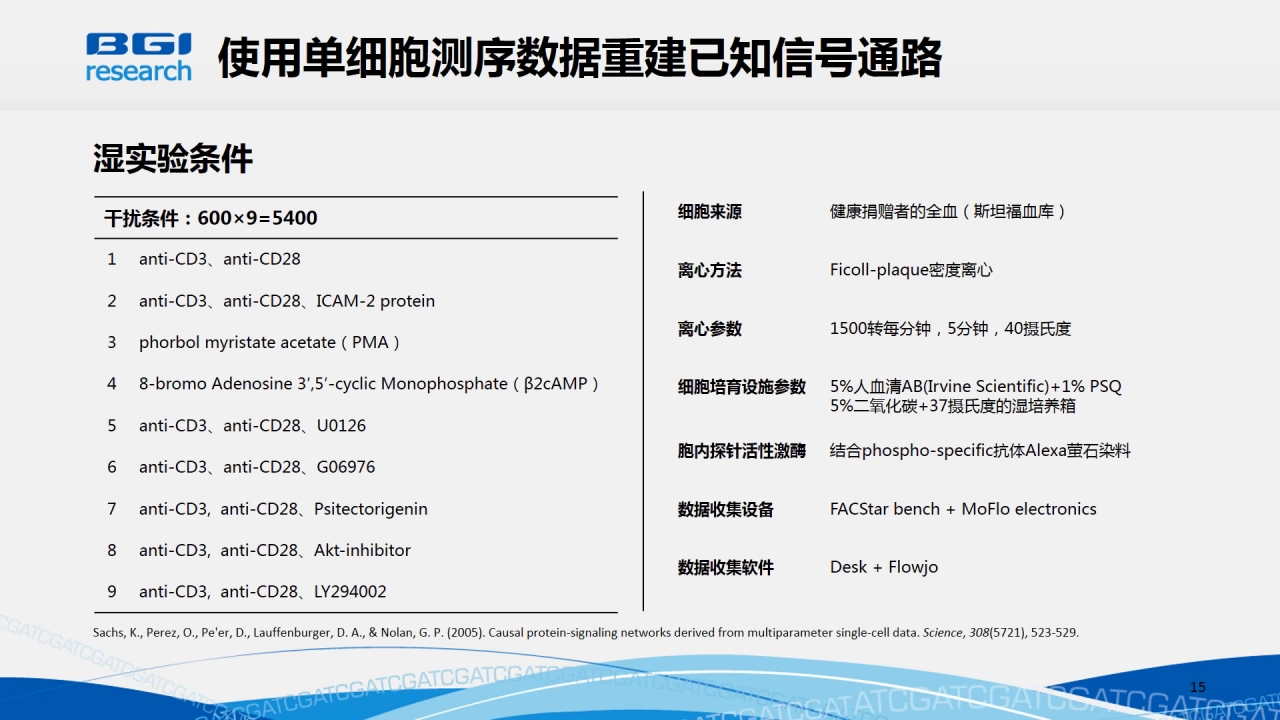 BGI
research
使用单细胞测序数据重建已知信号通路
湿实验条件
干扰条件：600×9=5400
1 anti-CD3、anti-CD28
2 anti-CD3、anti-CD28、ICAM-2 protein
3 phorbol myristate acetate（PMA）
4 8-bromo Adenosine 3′,5′-cyclic Monophosphate（β2cAMP）
5 anti-CD3、anti-CD28、U0126
6 anti-CD3、anti-CD28、G06976
7 anti-CD3, anti-CD28、Psitectorigenin
8 anti-CD3, anti-CD28、Akt-inhibitor
9 anti-CD3, anti-CD28、LY294002
细胞来源 健康捐赠者的全血（斯坦福血库）
离心方法 Ficoll-plaque密度离心
离心参数 1500转每分钟，5分钟，40摄氏度
细胞培育设施参数 5%人血清AB(Irvine Scientific)+1% PSQ
5%二氧化碳+37摄氏度的湿培养箱
胞内探针活性激酶 结合phospho-specific抗体Alexa萤石染料
数据收集设备 FACStar bench + MoFlo electronics
数据收集软件 Desk + Flowjo
Sachs, K., Perez, O., Pe'er, D., Lauffenburger, D. A., & Nolan, G. P. (2005). Causal protein-signaling networks derived from multiparameter single-cell data. Science, 308(5721), 523-529.
15